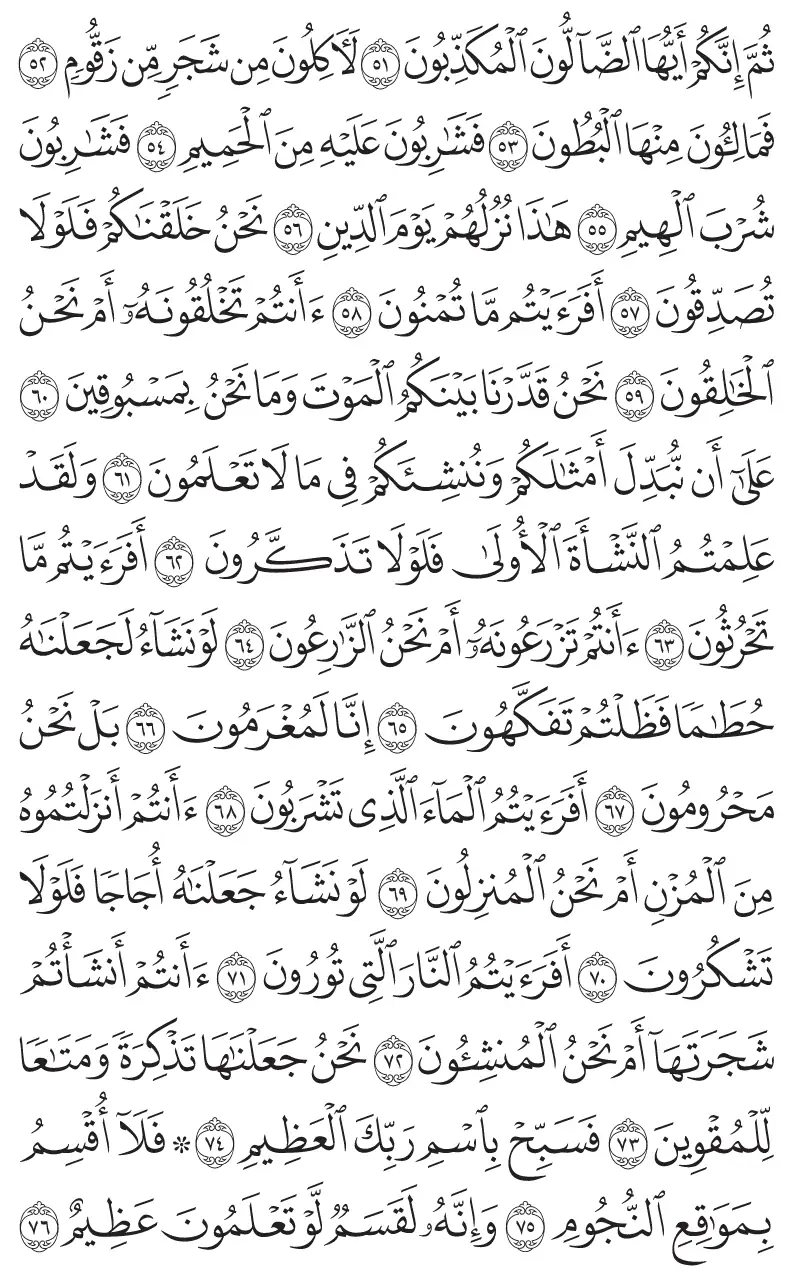 ثُمَّ إِنَّكُمْ أَيُّهَا ٱلضَّآلُّونَ ٱلْمُكَذِّبُونَ ٥١ لَأٓكِلُونَ مِن شَجَرٍ مِّن زَقُّومٍ ٥٢
فَمَالِـُٔونَ مِنْهَا ٱلْبُطُونَ ٥٣ فَشَـٰرِبُونَ عَلَيْهِ مِنَ ٱلْحَمِيمِ ٥٤ فَشَـٰرِبُونَ
شُرْبَ ٱلْهِيمِ ٥٥ هَـٰذَا نُزُلُهُمْ يَوْمَ ٱلدِّينِ ٥٦ نَحْنُ خَلَقْنَـٰكُمْ فَلَوْلَا
تُصَدِّقُونَ ٥٧ أَفَرَءَيْتُم مَّا تُمْنُونَ ٥٨ ءَأَنتُمْ تَخْلُقُونَهُۥٓ أَمْ نَحْنُ
ٱلْخَـٰلِقُونَ ٥٩ نَحْنُ قَدَّرْنَا بَيْنَكُمُ ٱلْمَوْتَ وَمَا نَحْنُ بِمَسْبُوقِينَ ٦٠
عَلَىٰٓ أَن نُّبَدِّلَ أَمْثَـٰلَكُمْ وَنُنشِئَكُمْ فِى مَا لَا تَعْلَمُونَ ٦١ وَلَقَدْ
عَلِمْتُمُ ٱلنَّشْأَةَ ٱلْأُولَىٰ فَلَوْلَا تَذَكَّرُونَ ٦٢ أَفَرَءَيْتُم مَّا
تَحْرُثُونَ ٦٣ ءَأَنتُمْ تَزْرَعُونَهُۥٓ أَمْ نَحْنُ ٱلزَّٰرِعُونَ ٦٤ لَوْ نَشَآءُ لَجَعَلْنَـٰهُ
حُطَـٰمًا فَظَلْتُمْ تَفَكَّهُونَ ٦٥ إِنَّا لَمُغْرَمُونَ ٦٦ بَلْ نَحْنُ
مَحْرُومُونَ ٦٧ أَفَرَءَيْتُمُ ٱلْمَآءَ ٱلَّذِى تَشْرَبُونَ ٦٨ ءَأَنتُمْ أَنزَلْتُمُوهُ
مِنَ ٱلْمُزْنِ أَمْ نَحْنُ ٱلْمُنزِلُونَ ٦٩ لَوْ نَشَآءُ جَعَلْنَـٰهُ أُجَاجًا فَلَوْلَا
تَشْكُرُونَ ٧٠ أَفَرَءَيْتُمُ ٱلنَّارَ ٱلَّتِى تُورُونَ ٧١ ءَأَنتُمْ أَنشَأْتُمْ
شَجَرَتَهَآ أَمْ نَحْنُ ٱلْمُنشِـُٔونَ ٧٢ نَحْنُ جَعَلْنَـٰهَا تَذْكِرَةً وَمَتَـٰعًا
لِّلْمُقْوِينَ ٧٣ فَسَبِّحْ بِٱسْمِ رَبِّكَ ٱلْعَظِيمِ ٧٤ * فَلَآ أُقْسِمُ
بِمَوَٰقِعِ ٱلنُّجُومِ ٧٥ وَإِنَّهُۥ لَقَسَمٌ لَّوْ تَعْلَمُونَ عَظِيمٌ ٧٦